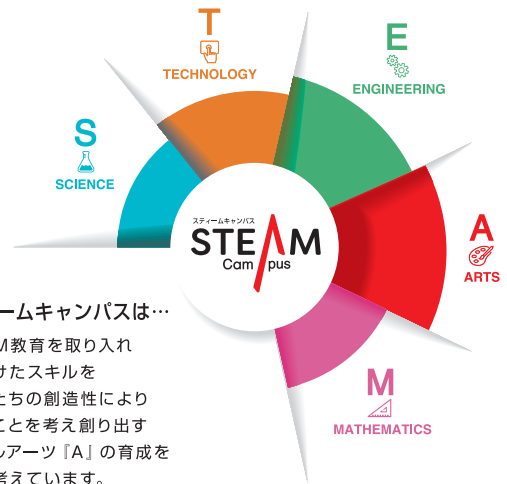 T
TECHNOLOGY
E
ENGINEERING
S
SCIENCE
スティームキャンパス
STEAM
Campus
A
ARTS
ームキャンパスは…
M教育を取り入れ
けたスキルを
たちの創造性により
ことを考え創り出す
ルアーツ『A』の育成を
考えています。
M
MATHEMATICS